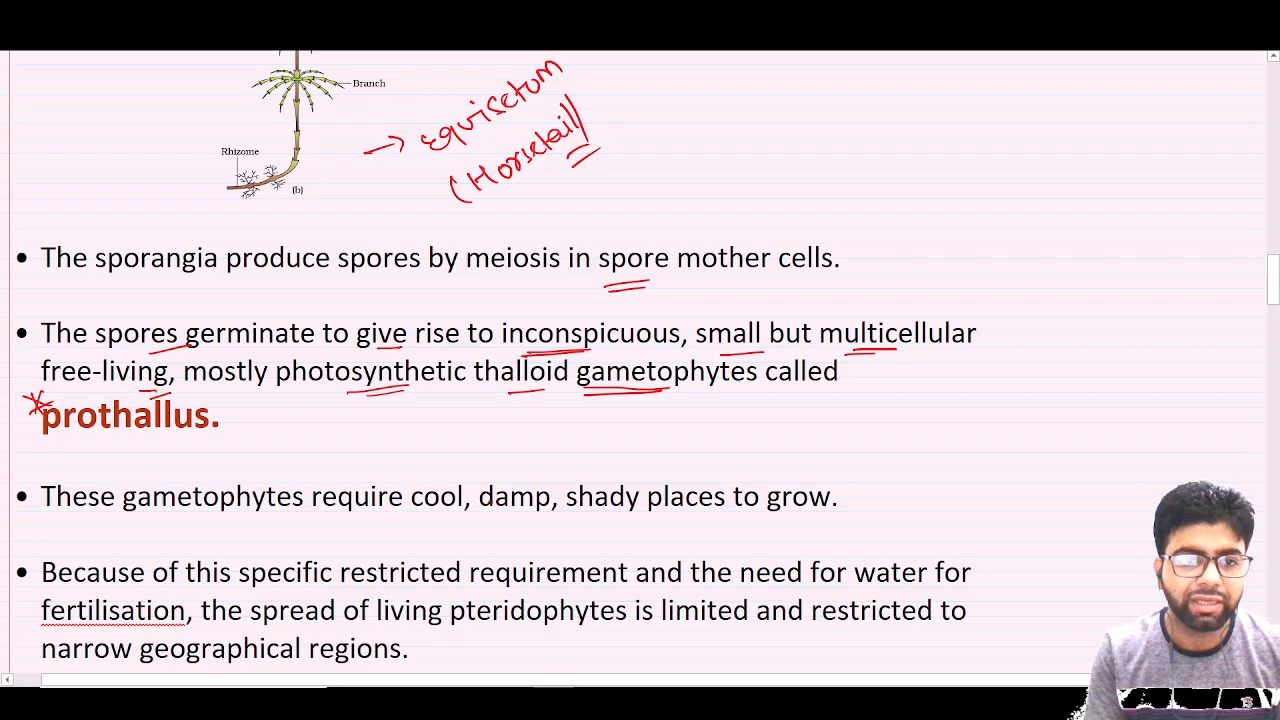 Branch
Rhizome
(b)
→ Equisetum
(Horsetail)
• The sporangia produce spores by meiosis in spore mother cells.
• The spores germinate to give rise to inconspicuous, small but multicellular
free-living, mostly photosynthetic thalloid gametophytes called
*prothallus.
• These gametophytes require cool, damp, shady places to grow.
• Because of this specific restricted requirement and the need for water for
fertilisation, the spread of living pteridophytes is limited and restricted to
narrow geographical regions.